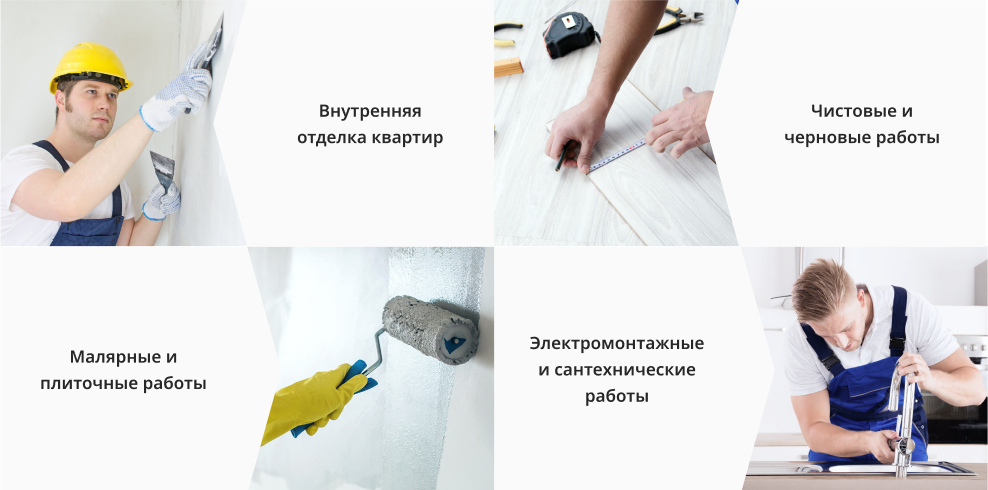 Внутренняя
отделка квартир
Чистовые и
черновые работы
Малярные и
плиточные работы
Электромонтажные
и сантехнические
работы